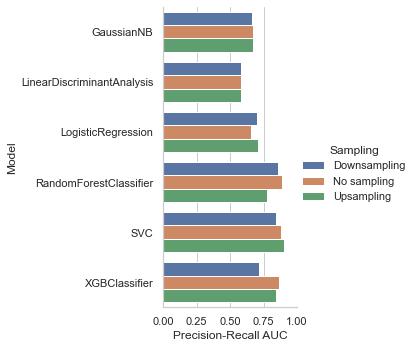 GaussianNB
LinearDiscriminantAnalysis
LogisticRegression
RandomForestClassifier
SVC
XGBClassifier
Model
0.00 0.25 0.50 0.75 1.00
Precision-Recall AUC
Sampling
Downsampling
No sampling
Upsampling